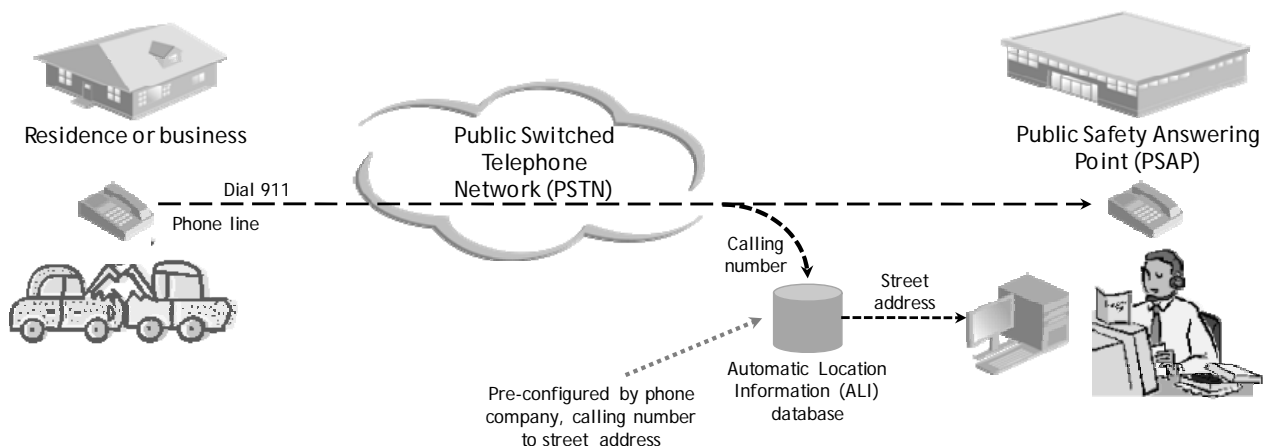 Residence or business
Public Switched
Telephone
Network (PSTN)
Public Safety Answering
Point (PSAP)
Dial 911
Phone line
Calling
number
Street
address
Automatic Location
Information (ALI)
database
Pre-configured by phone
company, calling number
to street address